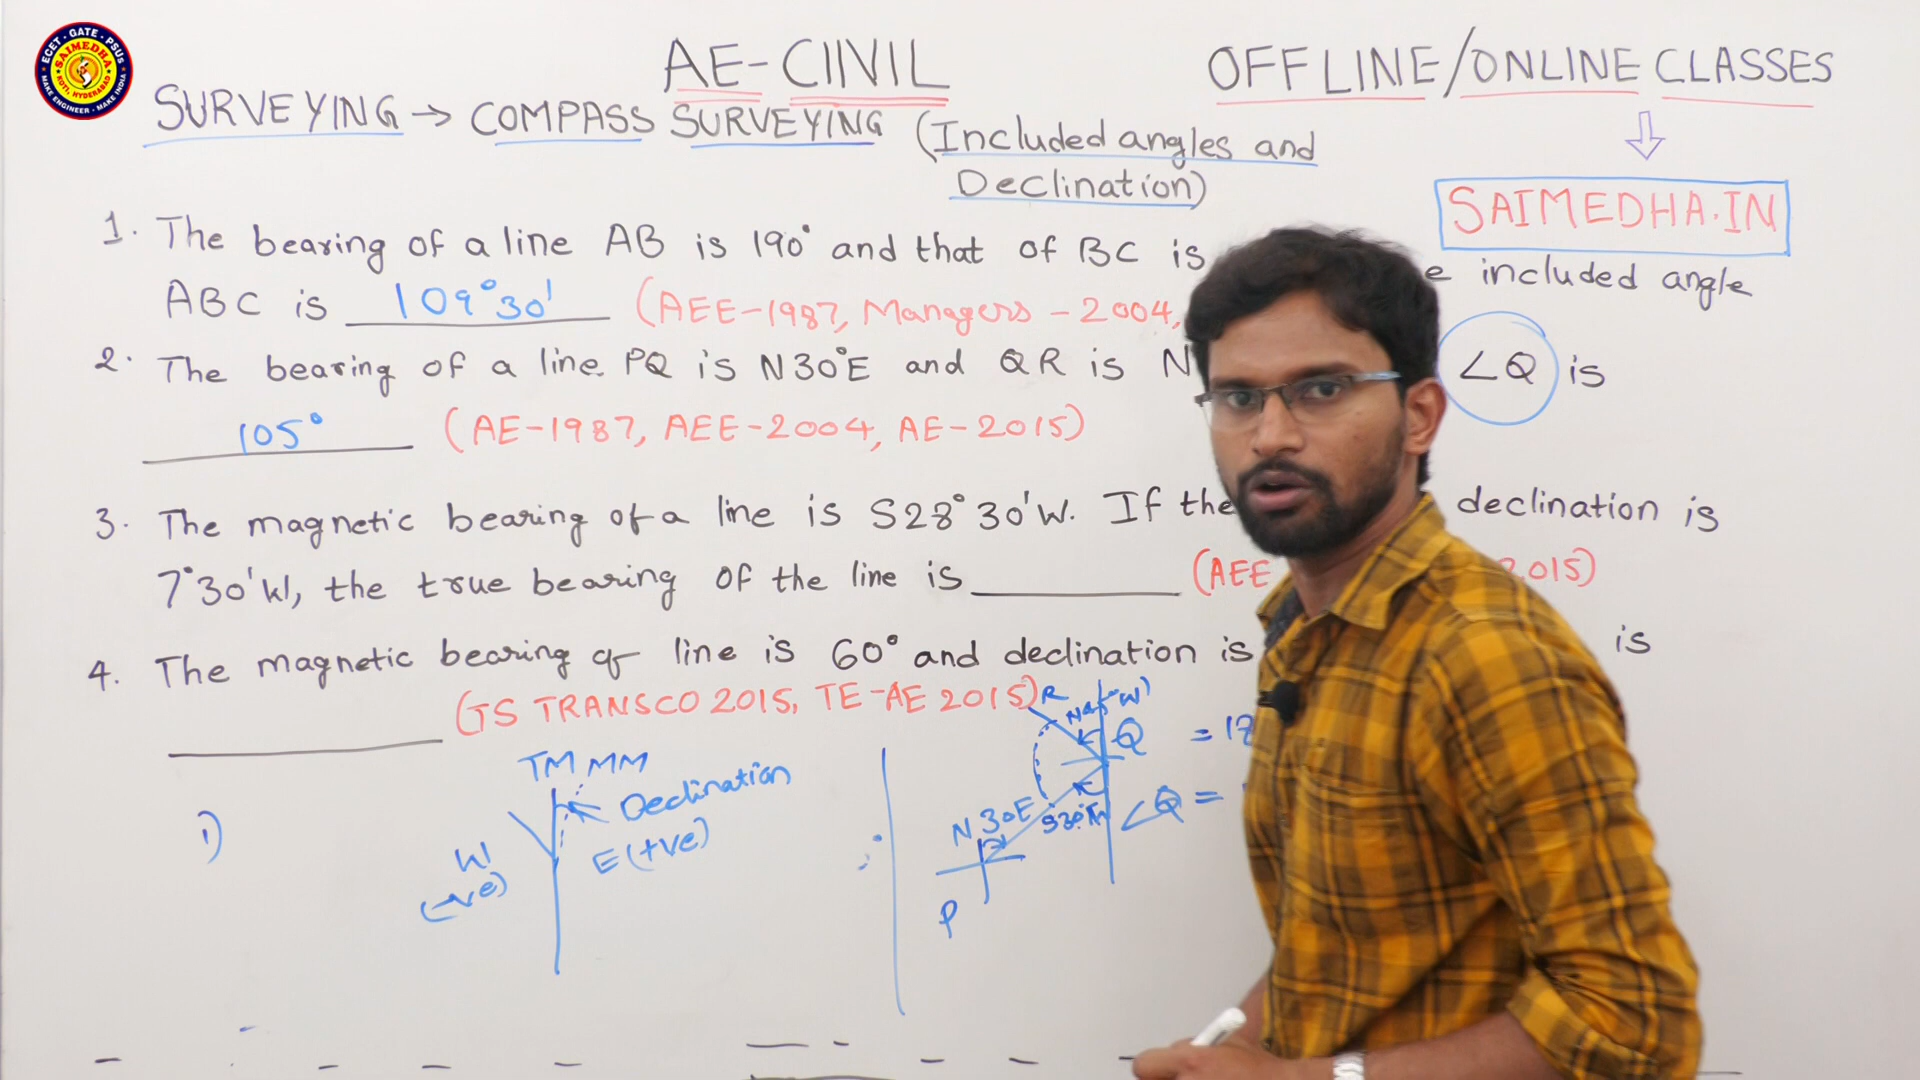 ECET · GATE · PSUS
SAIMEDHA
KOTI, HYDERABAD
MAKE ENGINEER - MAKE INDIA
AE-CIVIL
OFFLINE/ONLINE CLASSES
SURVEYING → COMPASS SURVEYING (Included angles and
Declination)
SAIMEDHA.IN
1. The bearing of a line AB is 190° and that of BC is included angle
ABC is 109°30' (AEE-1987, Managers - 2004,
2. The bearing of a line PQ is N30°E and QR is N ∠Q is
105° (AE-1987, AEE-2004, AE-2015)
3. The magnetic bearing of a line is S28°30'W. If the declination is
7°30'W, the true bearing of the line is (AEE 2015)
4. The magnetic bearing of line is 60° and declination is is
(TS TRANSCO 2015, TE-AE 2015)
1)
TM MM
Declination
E(+ve)
W
(-ve)
R
N45°W
Q
N30E
P
∠Q =